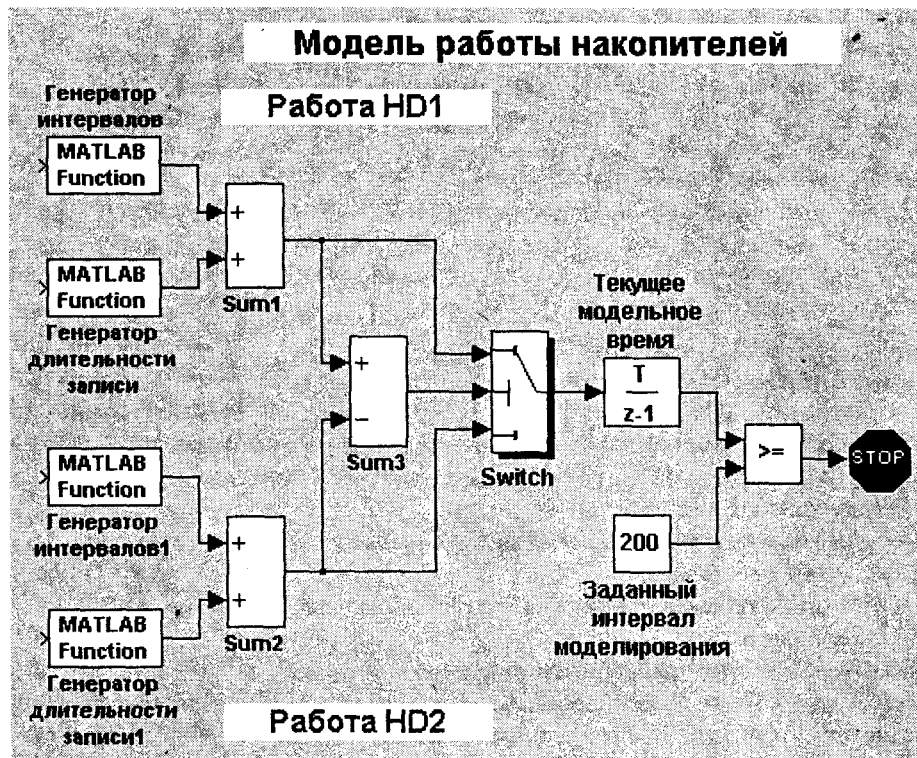 Модель работы накопителей
Генератор
интервалов
Работа HD1
MATLAB
Function
+
+
Sum1
MATLAB
Function
Генератор
длительности
записи
+
−
Sum3
Switch
Текущее
модельное
время
T
z-1
>=
STOP
200
Заданный
интервал
моделирования
MATLAB
Function
Генератор
интервалов1
+
+
Sum2
MATLAB
Function
Генератор
длительности
записи1
Работа HD2